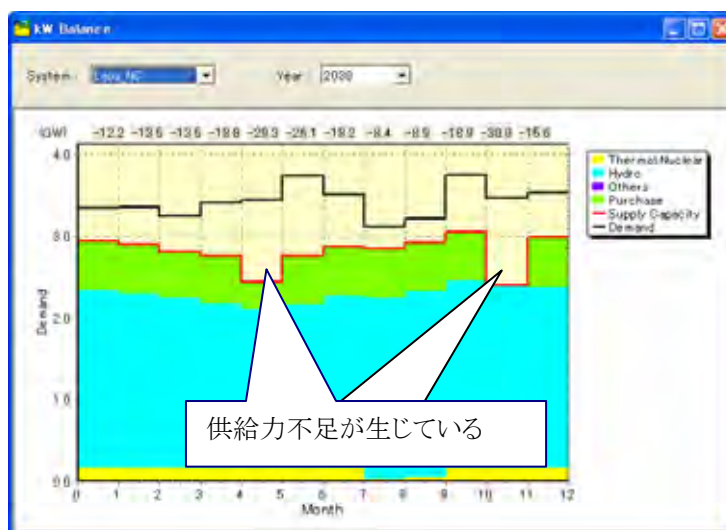 kW Balance
System : Laos_NC Year : 2030
(GW) -12.2 -13.6 -13.6 -19.8 -29.3 -26.1 -18.2 -8.4 -8.9 -18.9 -30.8 -15.6
4.0
3.0
2.0
1.0
0.0
Demand
0 1 2 3 4 5 6 7 8 9 10 11 12
Month
Thermal/Nuclear
Hydro
Others
Purchase
Supply Capacity
Demand
供給力不足が生じている